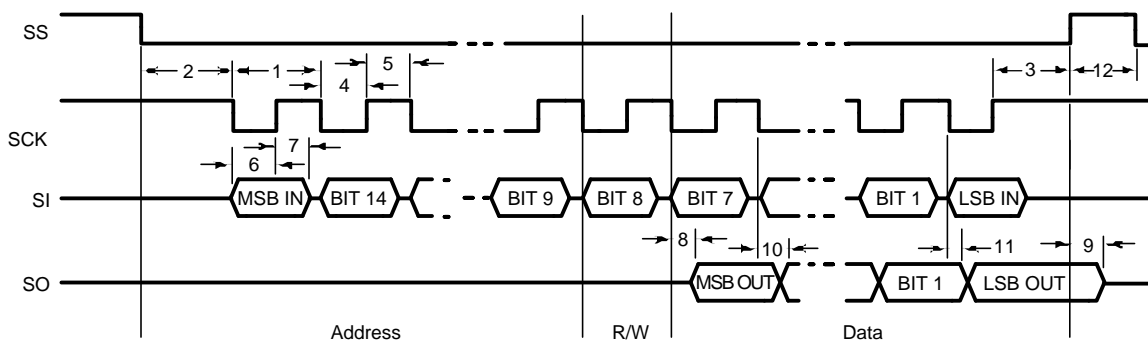 SS
2 1 5 3 12
4
SCK
6 7
SI MSB IN BIT 14 BIT 9 BIT 8 BIT 7 BIT 1 LSB IN
8 10 11 9
SO MSB OUT BIT 1 LSB OUT
Address R/W Data